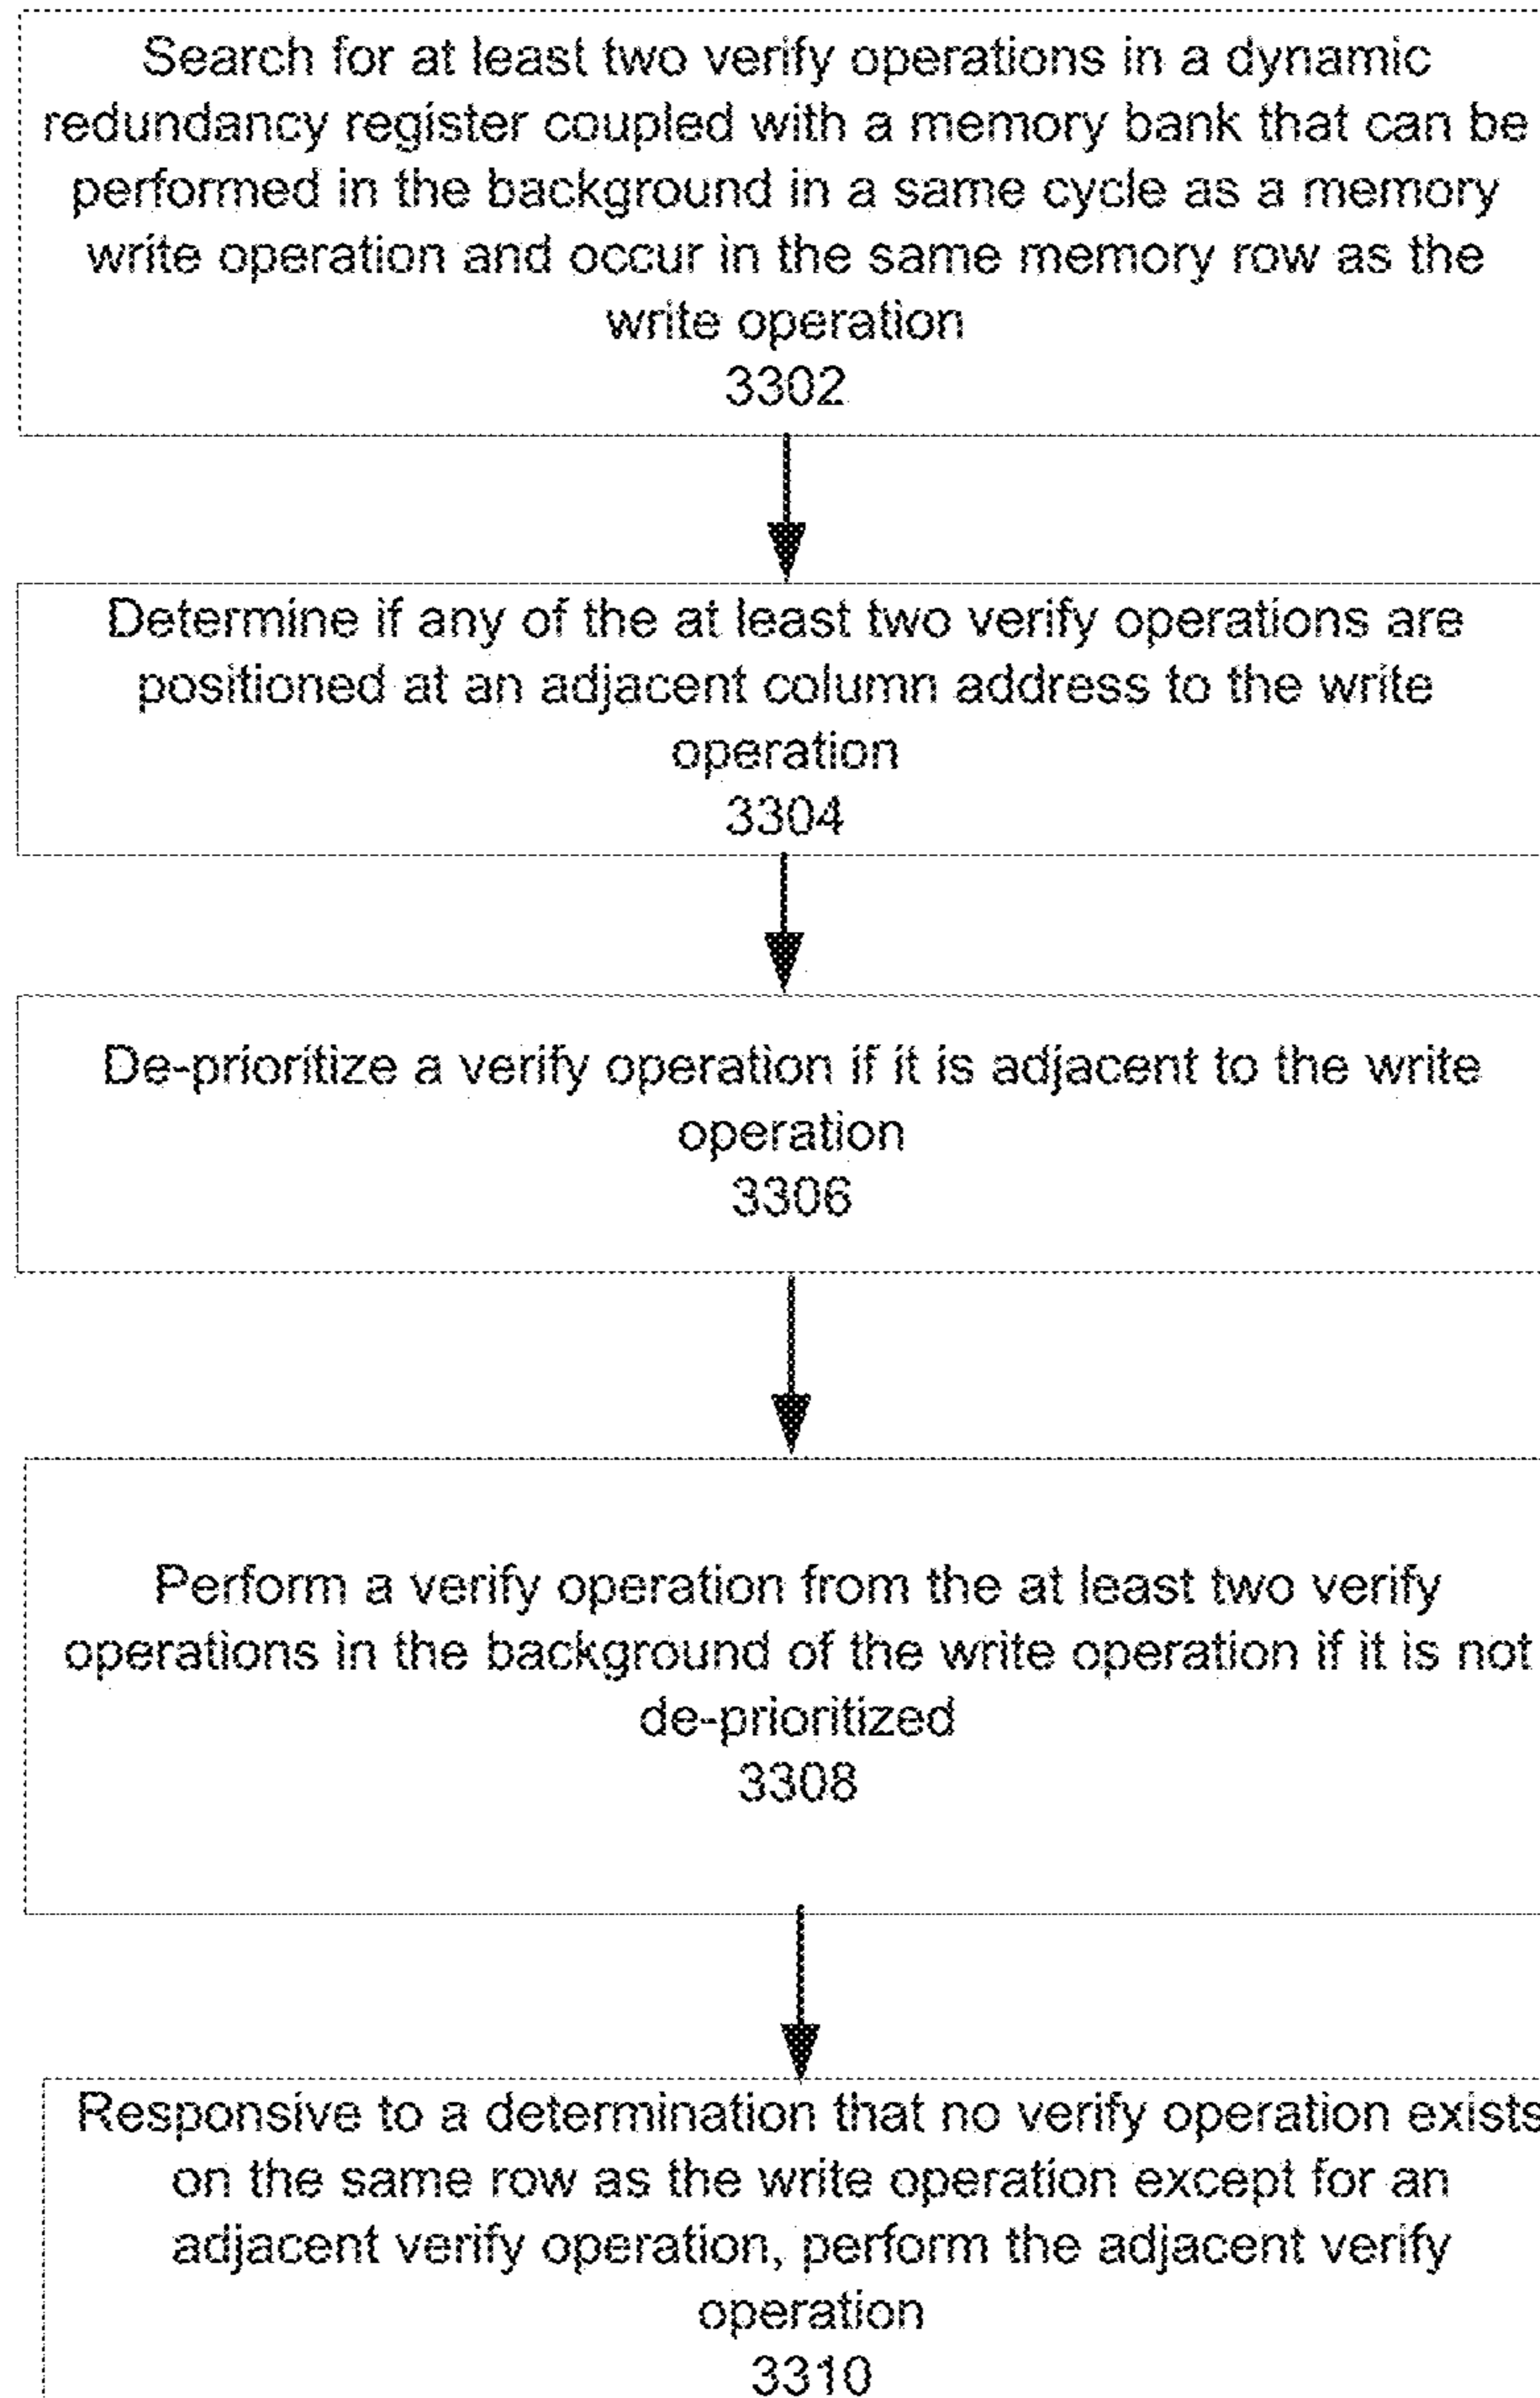 Search for at least two verify operations in a dynamic
redundancy register coupled with a memory bank that can be
performed in the background in a same cycle as a memory
write operation and occur in the same memory row as the
write operation
3302
Determine if any of the at least two verify operations are
positioned at an adjacent column address to the write
operation
3304
De-prioritize a verify operation if it is adjacent to the write
operation
3306
Perform a verify operation from the at least two verify
operations in the background of the write operation if it is not
de-prioritized
3308
Responsive to a determination that no verify operation exists
on the same row as the write operation except for an
adjacent verify operation, perform the adjacent verify
operation
3310